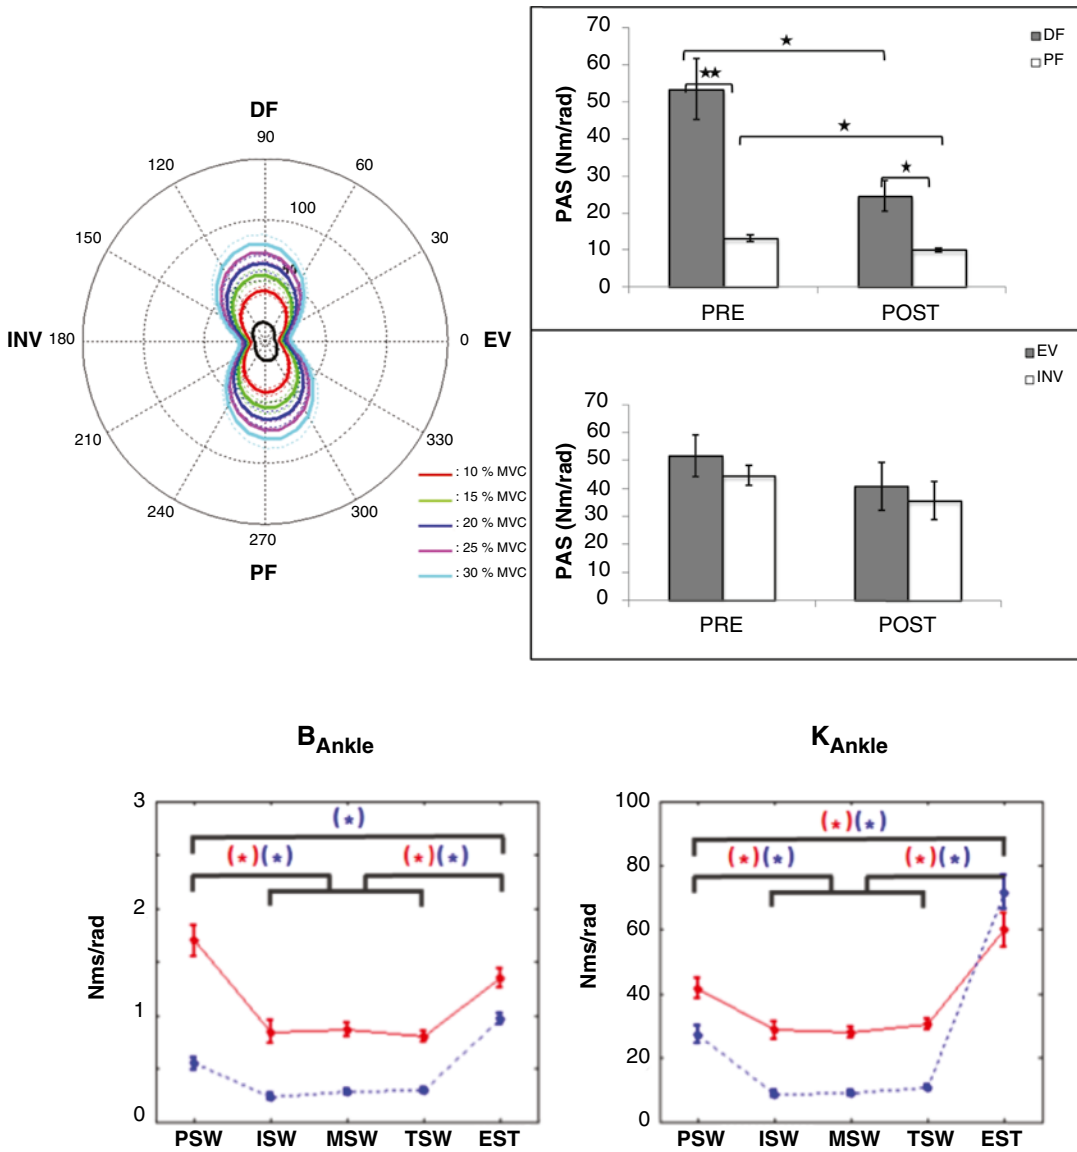 DF
90
120
60
100
150
30
50
INV
180
0
EV
210
330
240
300
270
PF
: 10 % MVC
: 15 % MVC
: 20 % MVC
: 25 % MVC
: 30 % MVC
70
60
50
40
30
20
10
0
PAS (Nm/rad)
★
★★
★
★
DF
PF
PRE
POST
EV
INV
70
60
50
40
30
20
10
0
PAS (Nm/rad)
PRE
POST
B Ankle
3
2
1
0
Nms/rad
(*)
(*)(*)
(*)(*)
PSW
ISW
MSW
TSW
EST
K Ankle
100
80
60
40
20
0
Nms/rad
(*)(*)
(*)(*)
(*)(*)
PSW
ISW
MSW
TSW
EST